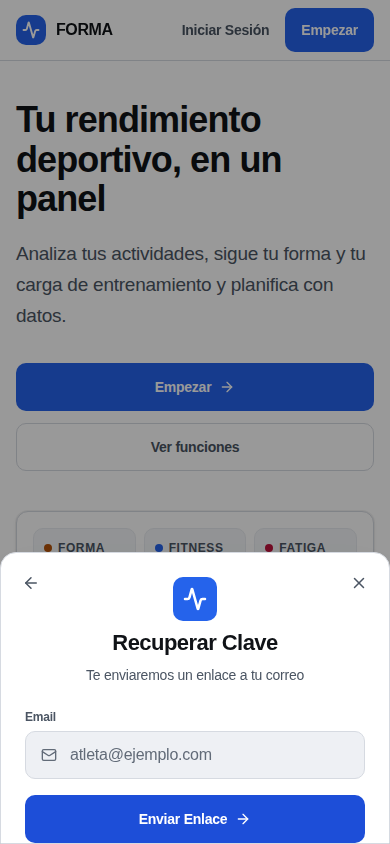 FORMA
Iniciar Sesión
Empezar
Tu rendimiento
deportivo, en un
panel
Analiza tus actividades, sigue tu forma y tu
carga de entrenamiento y planifica con
datos.
Empezar
Ver funciones
FORMA
FITNESS
FATIGA
Recuperar Clave
Te enviaremos un enlace a tu correo
Email
atleta@ejemplo.com
Enviar Enlace